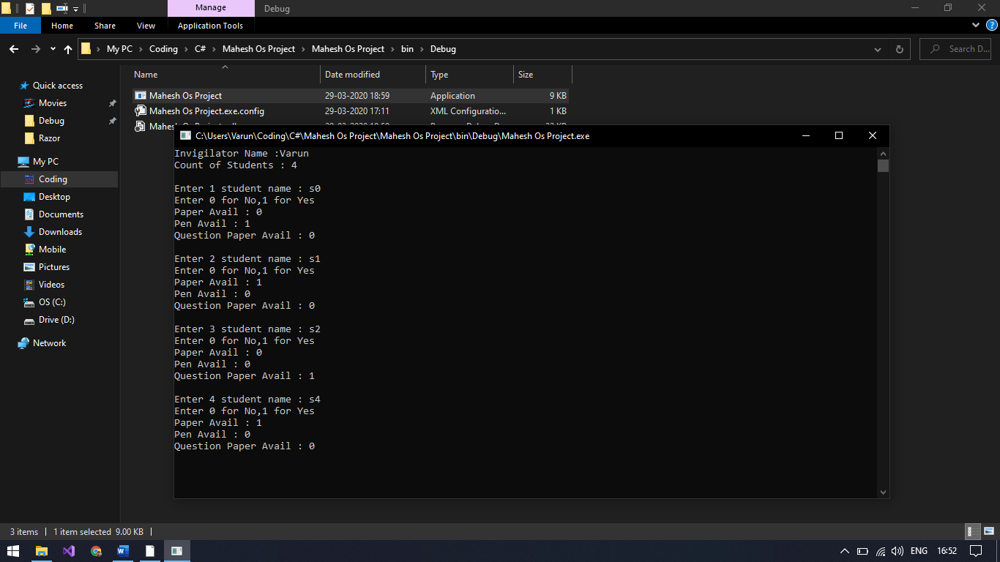 Manage
Debug
File
Home
Share
View
Application Tools
My PC
Coding
C#
Mahesh Os Project
Mahesh Os Project
bin
Debug
Search D...
Name
Date modified
Type
Size
Quick access
Movies
Debug
Razor
My PC
Coding
Desktop
Documents
Downloads
Mobile
Pictures
Videos
OS (C:)
Drive (D:)
Network
Mahesh Os Project 29-03-2020 18:59 Application 9 KB
Mahesh Os Project.exe.config 29-03-2020 17:11 XML Configuratio... 1 KB
C:\Users\Varun\Coding\C#\Mahesh Os Project\Mahesh Os Project\bin\Debug\Mahesh Os Project.exe
Invigilator Name :Varun
Count of Students : 4
Enter 1 student name : s0
Enter 0 for No,1 for Yes
Paper Avail : 0
Pen Avail : 1
Question Paper Avail : 0
Enter 2 student name : s1
Enter 0 for No,1 for Yes
Paper Avail : 1
Pen Avail : 0
Question Paper Avail : 0
Enter 3 student name : s2
Enter 0 for No,1 for Yes
Paper Avail : 0
Pen Avail : 0
Question Paper Avail : 1
Enter 4 student name : s4
Enter 0 for No,1 for Yes
Paper Avail : 1
Pen Avail : 0
Question Paper Avail : 0
3 items
1 item selected 9.00 KB
ENG
16:52